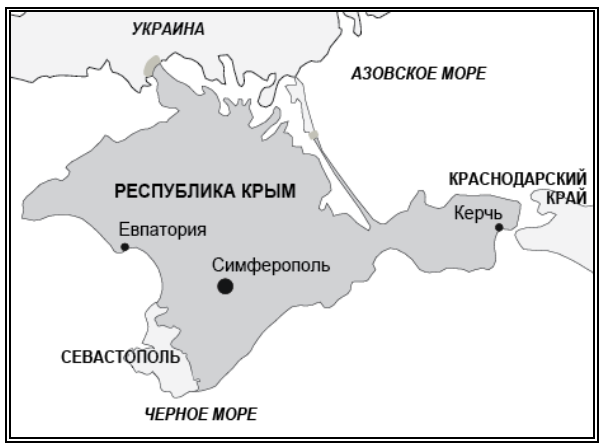 УКРАИНА
АЗОВСКОЕ МОРЕ
КРАСНОДАРСКИЙ
КРАЙ
РЕСПУБЛИКА КРЫМ
Керчь
Евпатория
Симферополь
СЕВАСТОПОЛЬ
ЧЕРНОЕ МОРЕ